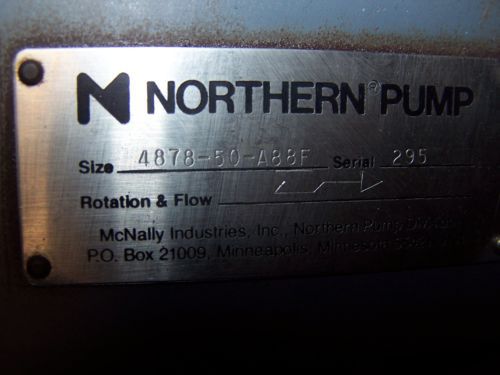 NORTHERN® PUMP
Size 4878-50-A88F Serial 295
Rotation & Flow
McNally Industries, Inc., Northern Pump Division
P.O. Box 21009, Minneapolis, Minnesota